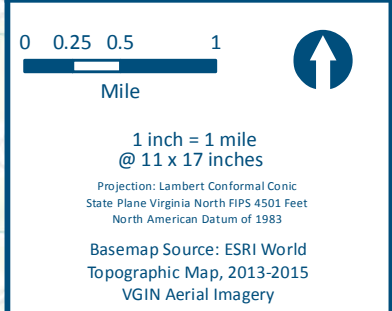 0 0.25 0.5 1
Mile
1 inch = 1 mile
@ 11 x 17 inches
Projection: Lambert Conformal Conic
State Plane Virginia North FIPS 4501 Feet
North American Datum of 1983
Basemap Source: ESRI World
Topographic Map, 2013-2015
VGIN Aerial Imagery